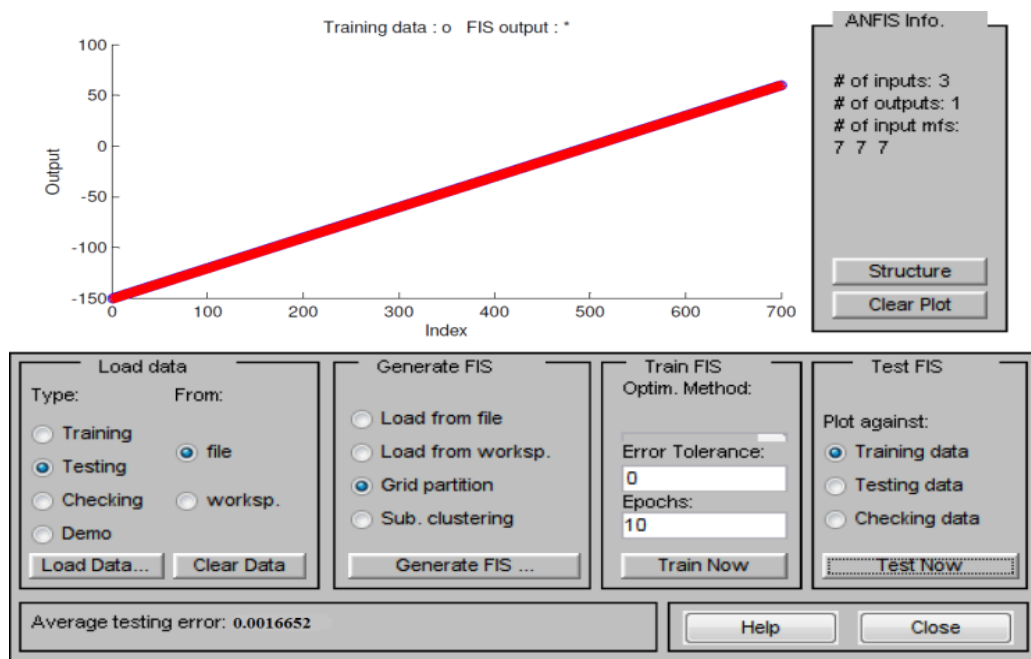 Training data : o   FIS output : *
100
50
0
-50
-100
-150
Output
0
100
200
300
400
500
600
700
Index
ANFIS Info.
# of inputs: 3
# of outputs: 1
# of input mfs:
7  7  7
Structure
Clear Plot
Load data
Type:
From:
Training
Testing
Checking
Demo
file
worksp.
Load Data...
Clear Data
Generate FIS
Load from file
Load from worksp.
Grid partition
Sub. clustering
Generate FIS ...
Train FIS
Optim. Method:
Error Tolerance:
0
Epochs:
10
Train Now
Test FIS
Plot against:
Training data
Testing data
Checking data
Test Now
Average testing error: 0.0016652
Help
Close